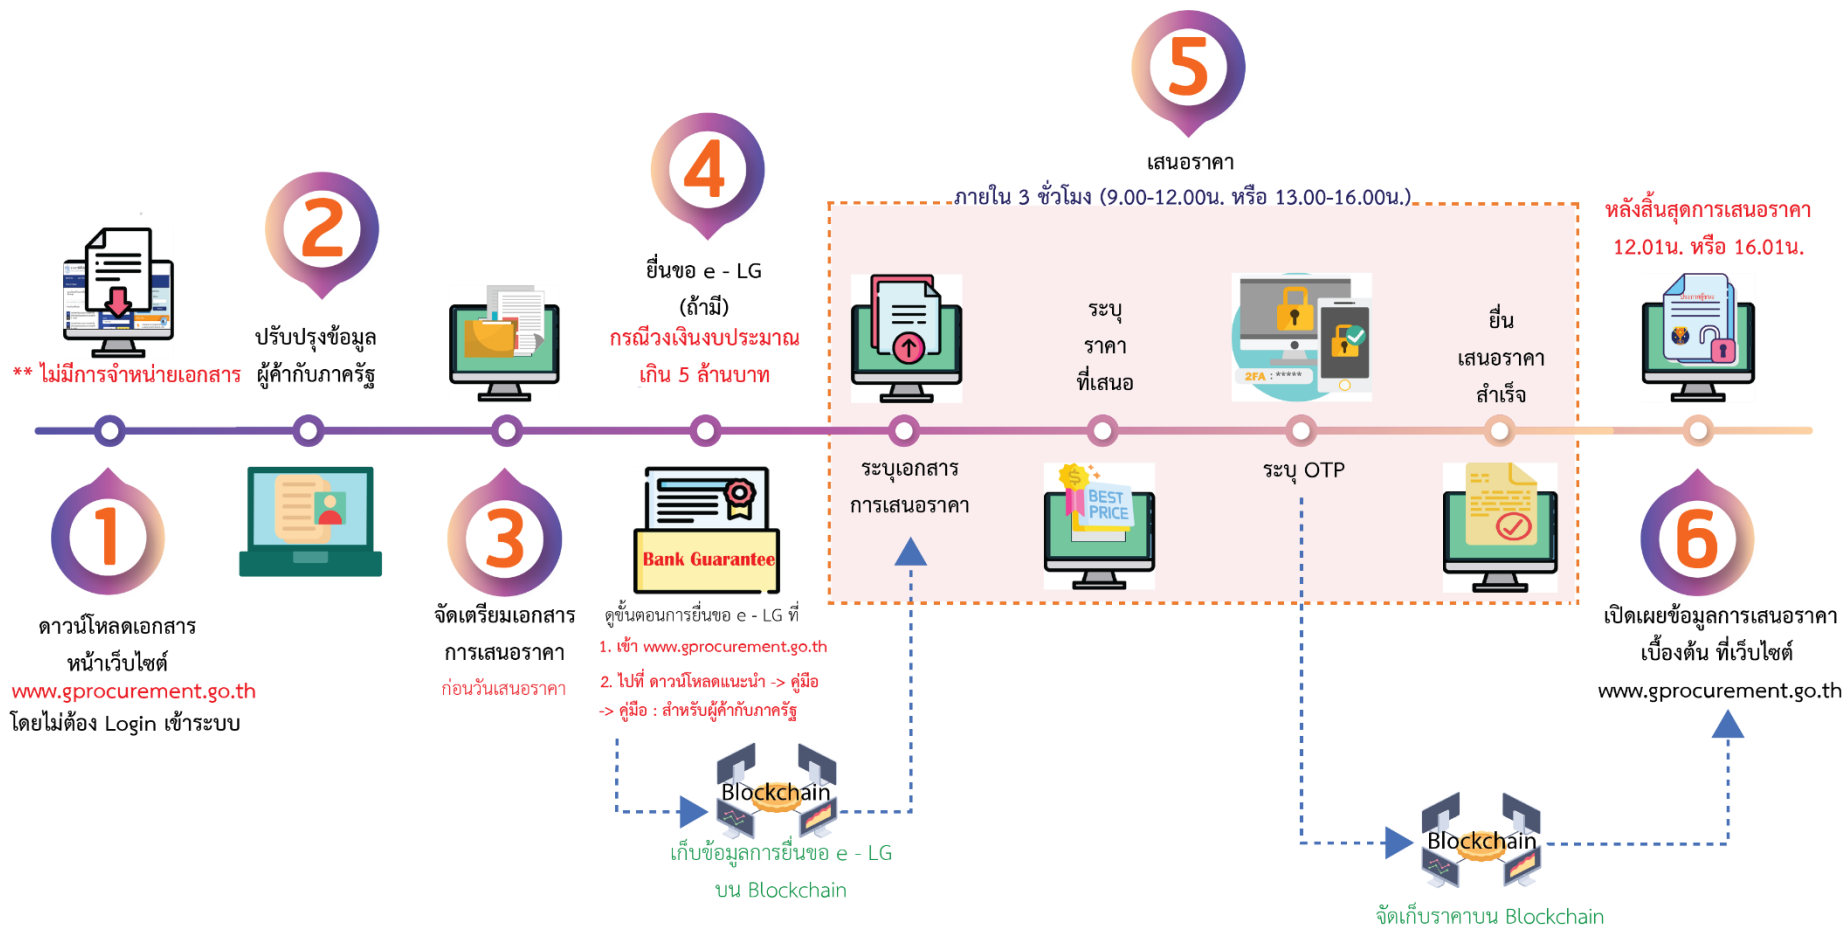 ** ไม่มีการจำหน่ายเอกสาร
1
ดาวน์โหลดเอกสาร
หน้าเว็บไซต์
www.gprocurement.go.th
โดยไม่ต้อง Login เข้าระบบ
2
ปรับปรุงข้อมูล
ผู้ค้ากับภาครัฐ
3
จัดเตรียมเอกสาร
การเสนอราคา
ก่อนวันเสนอราคา
4
ยื่นขอ e - LG
(ถ้ามี)
กรณีวงเงินงบประมาณ
เกิน 5 ล้านบาท
Bank Guarantee
ดูขั้นตอนการยื่นขอ e - LG ที่
1. เข้า www.gprocurement.go.th
2. ไปที่ ดาวน์โหลดแนะนำ -> คู่มือ
-> คู่มือ : สำหรับผู้ค้ากับภาครัฐ
Blockchain
เก็บข้อมูลการยื่นขอ e - LG
บน Blockchain
5
เสนอราคา
ภายใน 3 ชั่วโมง (9.00-12.00น. หรือ 13.00-16.00น.)
ระบุเอกสาร
การเสนอราคา
ระบุ
ราคา
ที่เสนอ
$
BEST
PRICE
2FA : *****
ระบุ OTP
ยื่น
เสนอราคา
สำเร็จ
Blockchain
จัดเก็บราคาบน Blockchain
หลังสิ้นสุดการเสนอราคา
12.01น. หรือ 16.01น.
6
เปิดเผยข้อมูลการเสนอราคา
เบื้องต้น ที่เว็บไซต์
www.gprocurement.go.th